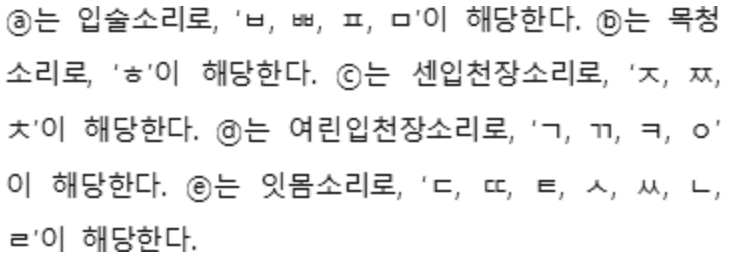 ⓐ는 입술소리로, ‘ㅂ, ㅃ, ㅍ, ㅁ’이 해당한다. ⓑ는 목청
소리로, ‘ㅎ’이 해당한다. ⓒ는 센입천장소리로, ‘ㅈ, ㅉ,
ㅊ’이 해당한다. ⓓ는 여린입천장소리로, ‘ㄱ, ㄲ, ㅋ, ㅇ’
이 해당한다. ⓔ는 잇몸소리로, ‘ㄷ, ㄸ, ㅌ, ㅅ, ㅆ, ㄴ,
ㄹ’이 해당한다.